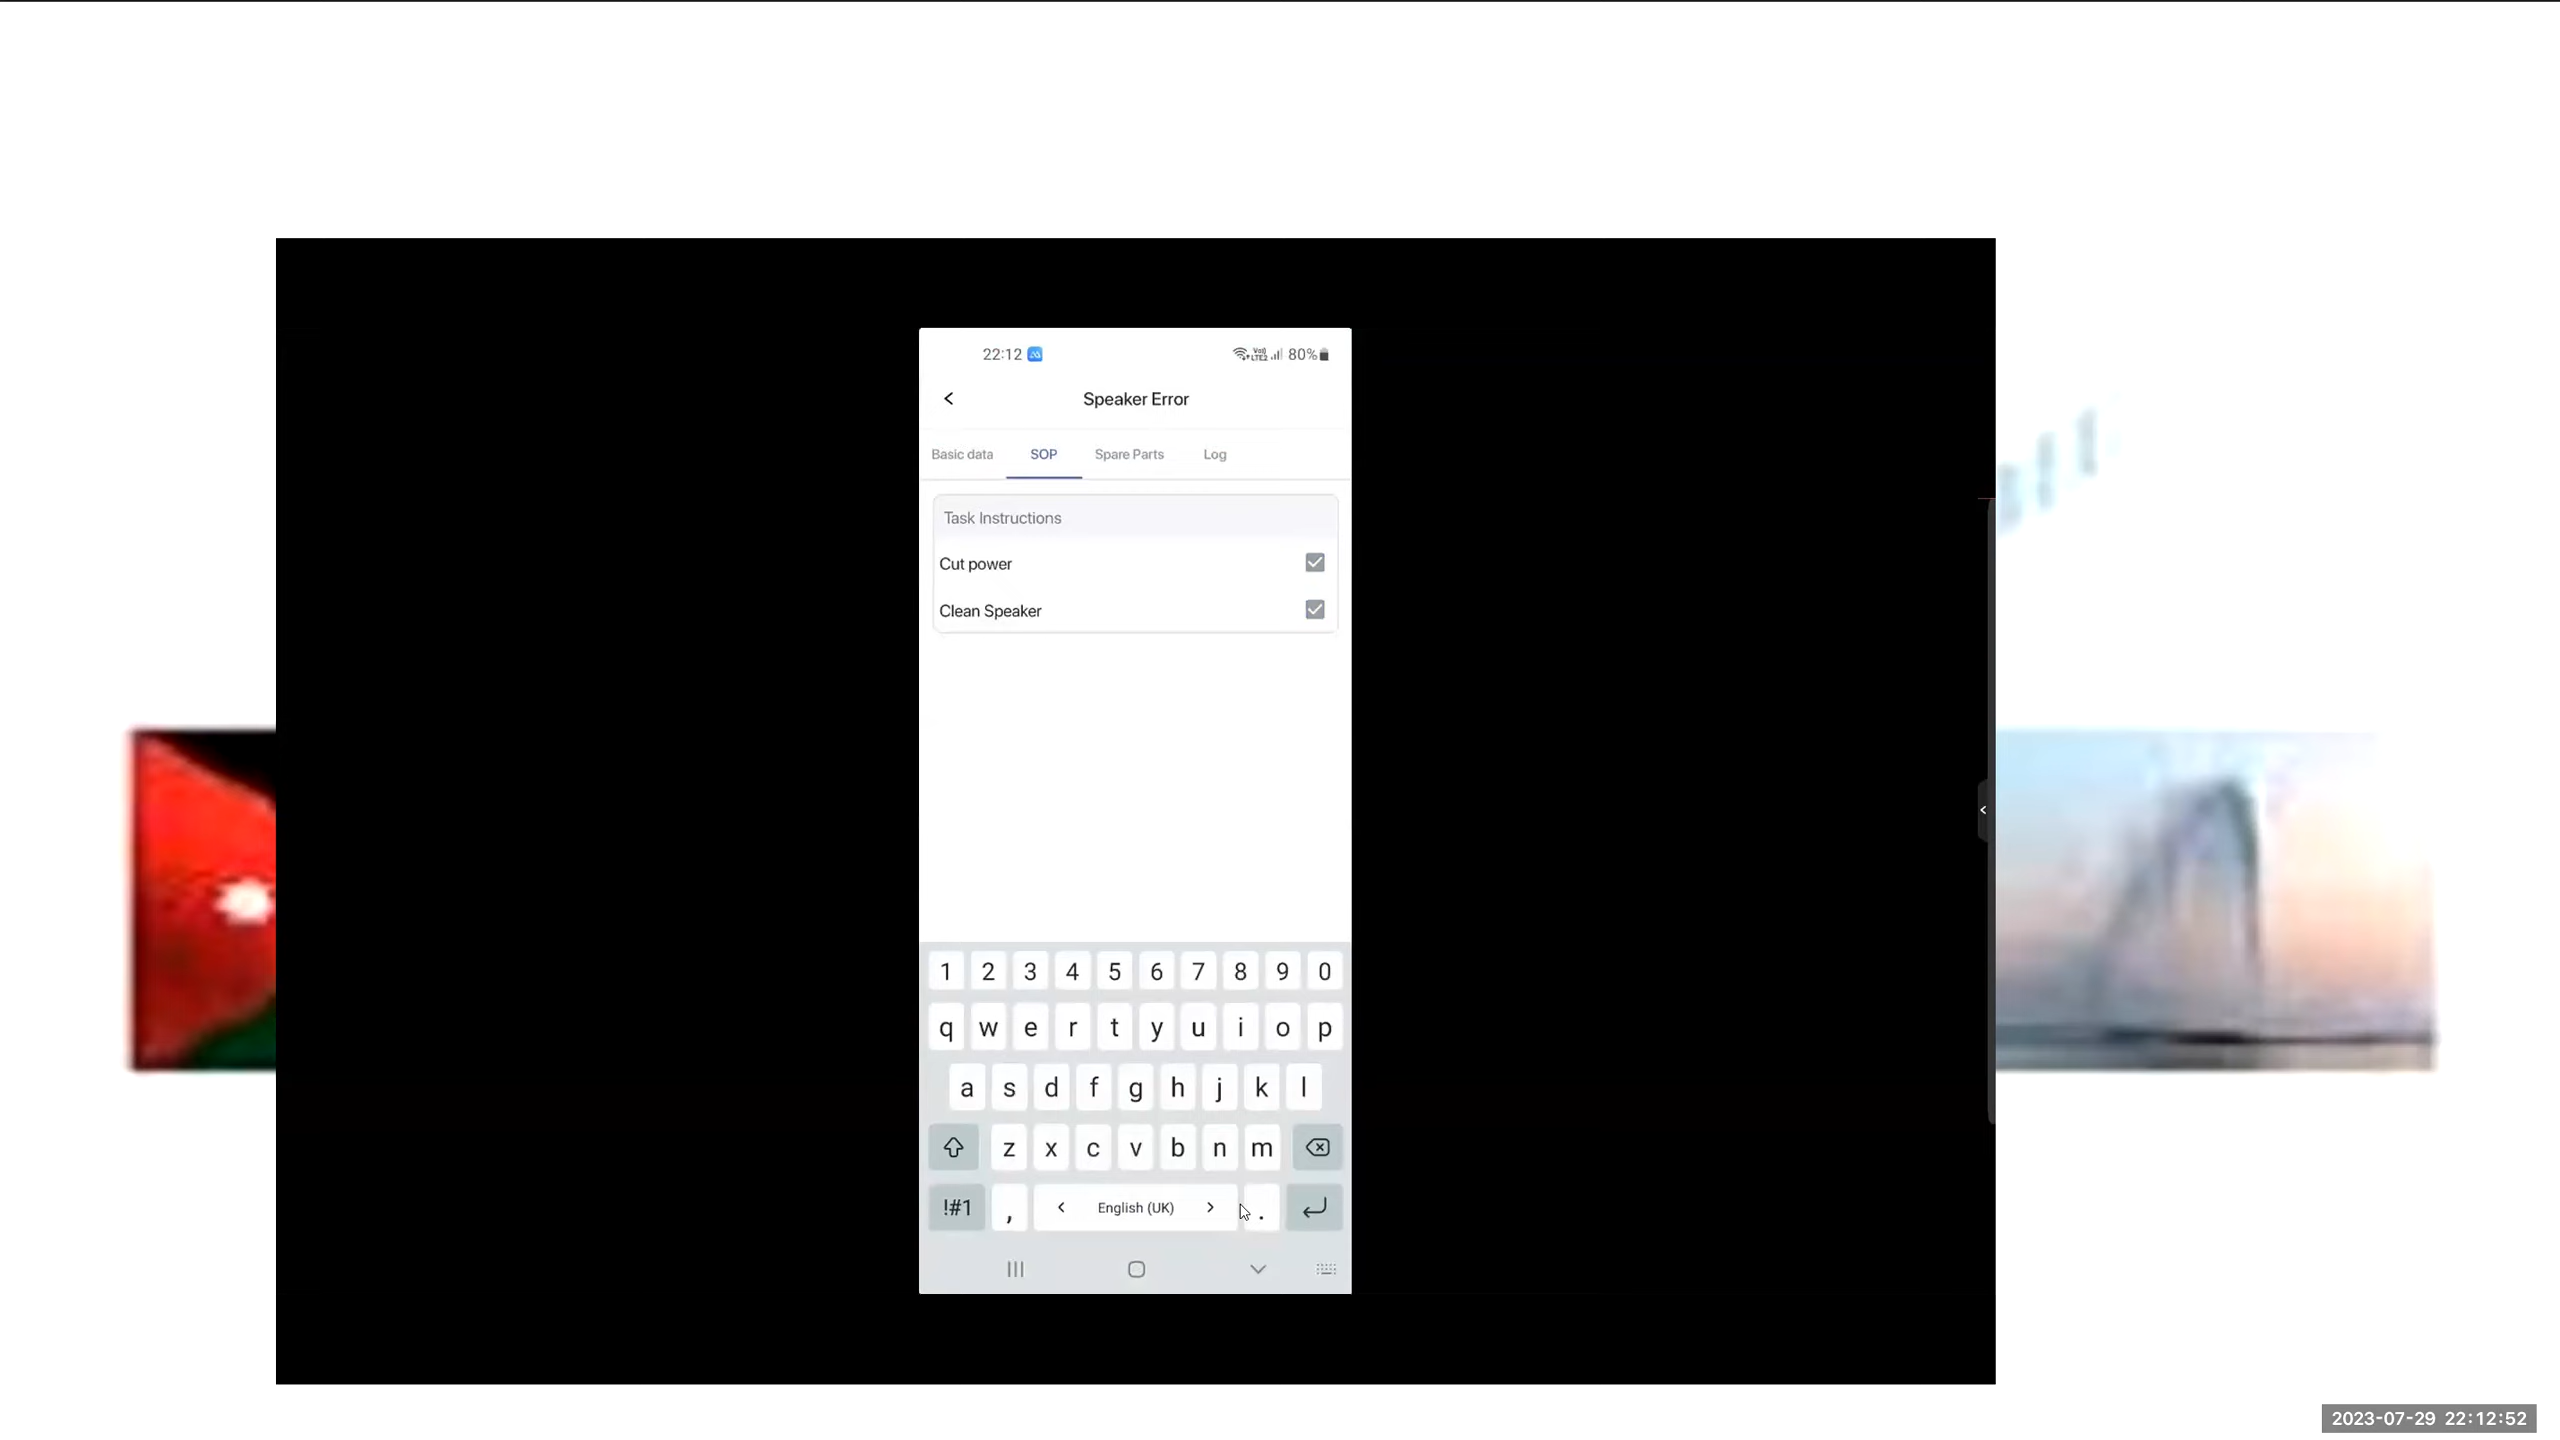 22:12 80%
Speaker Error
Basic data SOP Spare Parts Log
Task Instructions
Cut power
Clean Speaker
1 2 3 4 5 6 7 8 9 0
q w e r t y u i o p
a s d f g h j k l
z x c v b n m
!#1 , < English (UK) > .
2023-07-29 22:12:52